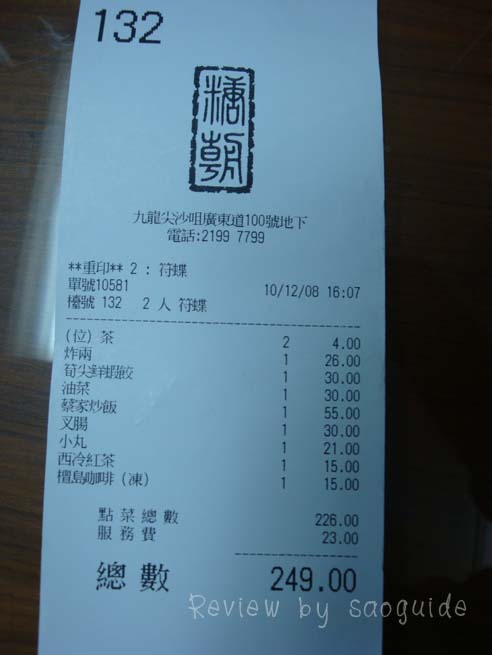 132
糖朝
九龍尖沙咀廣東道100號地下
電話:2199 7799
**重印** 2 : 符蝶
單號10581 10/12/08 16:07
檯號 132 2 人 符蝶
(位) 茶 2 4.00
炸兩 1 26.00
荀尖鮮蝦餃 1 30.00
油菜 1 30.00
蔡家炒飯 1 55.00
叉腸 1 30.00
小丸 1 21.00
西冷紅茶 1 15.00
檀島咖啡 (凍) 1 15.00
點菜總數 226.00
服務費 23.00
總數 249.00
Review by saoguide